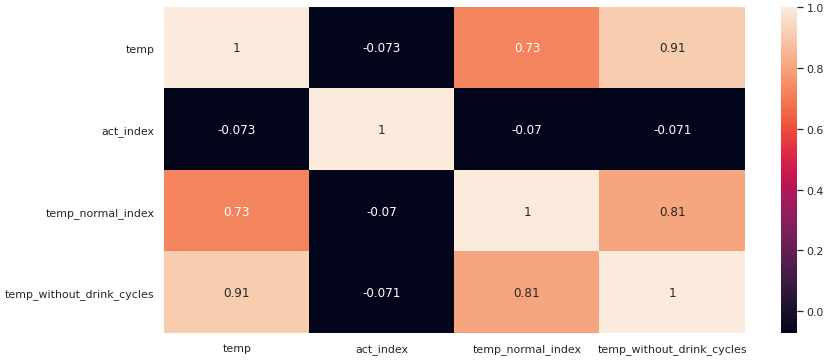 temp 1 -0.073 0.73 0.91
act_index -0.073 1 -0.07 -0.071
temp_normal_index 0.73 -0.07 1 0.81
temp_without_drink_cycles 0.91 -0.071 0.81 1
temp act_index temp_normal_index temp_without_drink_cycles
1.0
0.8
0.6
0.4
0.2
0.0